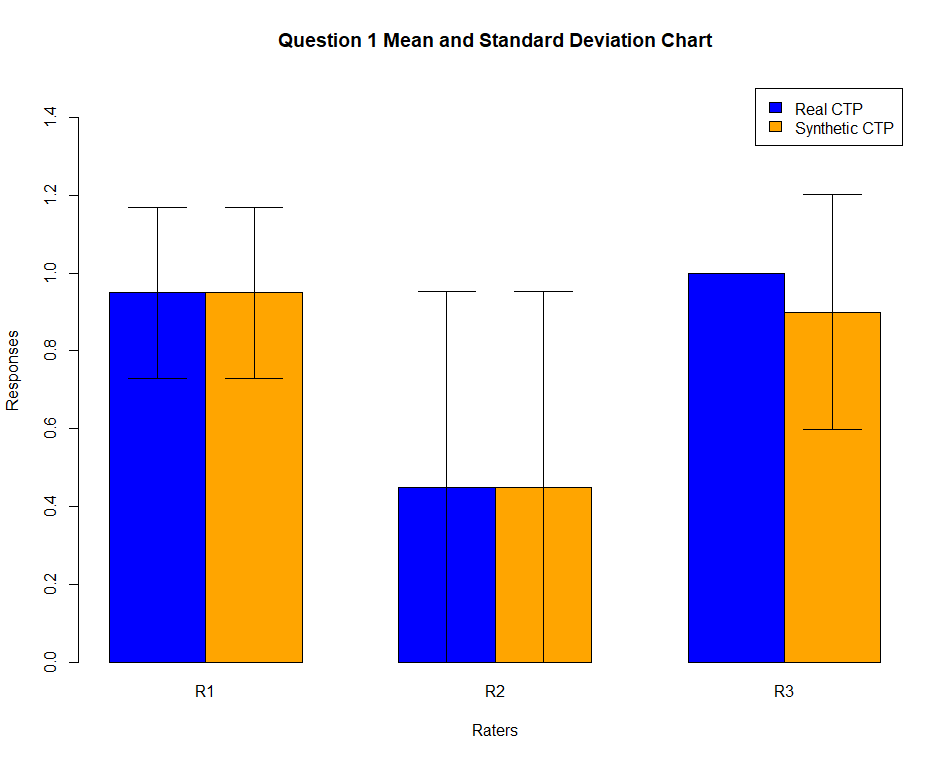 Question 1 Mean and Standard Deviation Chart
Real CTP
Synthetic CTP
1.4
1.2
1.0
0.8
0.6
0.4
0.2
0.0
Responses
R1
R2
R3
Raters